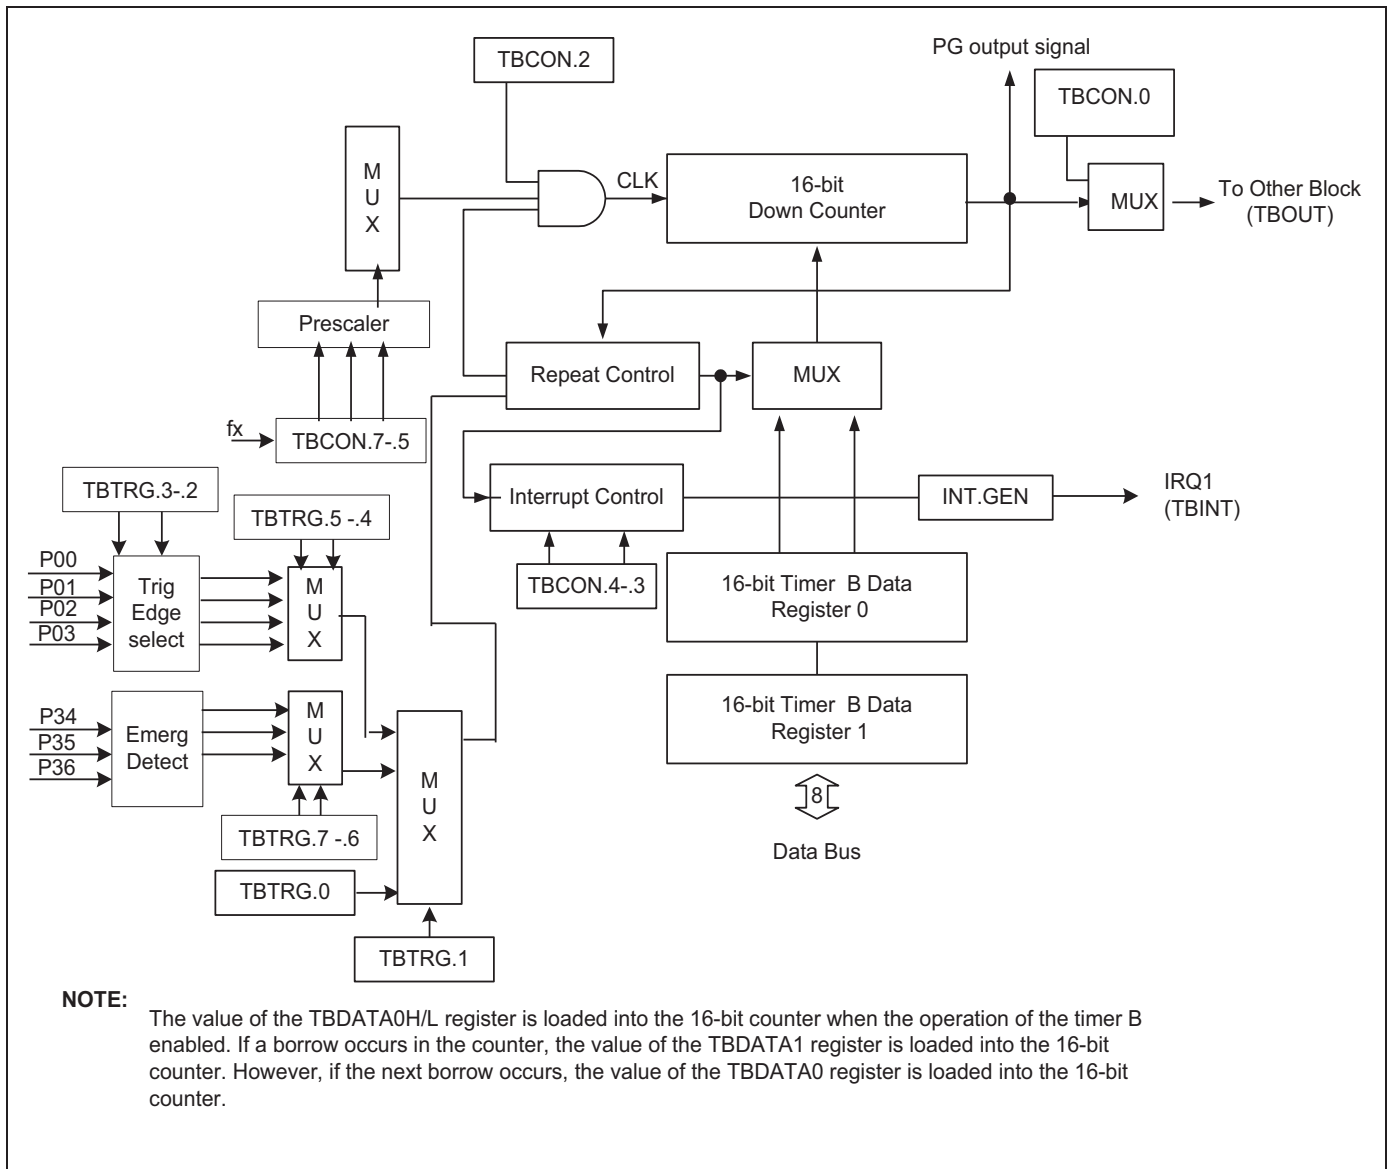 PG output signal
TBCON.2
TBCON.0
M
U
X
CLK
16-bit
Down Counter
MUX
To Other Block
(TBOUT)
Prescaler
Repeat Control
MUX
fx
TBCON.7-.5
TBTRG.3-.2
TBTRG.5 -.4
Interrupt Control
INT.GEN
IRQ1
(TBINT)
P00
P01
P02
P03
Trig
Edge
select
M
U
X
TBCON.4-.3
16-bit Timer B Data
Register 0
P34
P35
P36
Emerg
Detect
M
U
X
M
U
X
16-bit Timer B Data
Register 1
8
Data Bus
TBTRG.7 -.6
TBTRG.0
TBTRG.1
NOTE:
The value of the TBDATA0H/L register is loaded into the 16-bit counter when the operation of the timer B
enabled. If a borrow occurs in the counter, the value of the TBDATA1 register is loaded into the 16-bit
counter. However, if the next borrow occurs, the value of the TBDATA0 register is loaded into the 16-bit
counter.